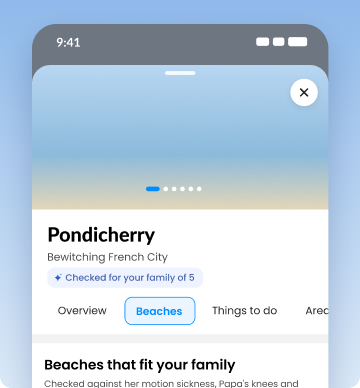 9:41
Pondicherry
Bewitching French City
Checked for your family of 5
Overview
Beaches
Things to do
Beaches that fit your family
Checked against her motion sickness, Papa's knees and